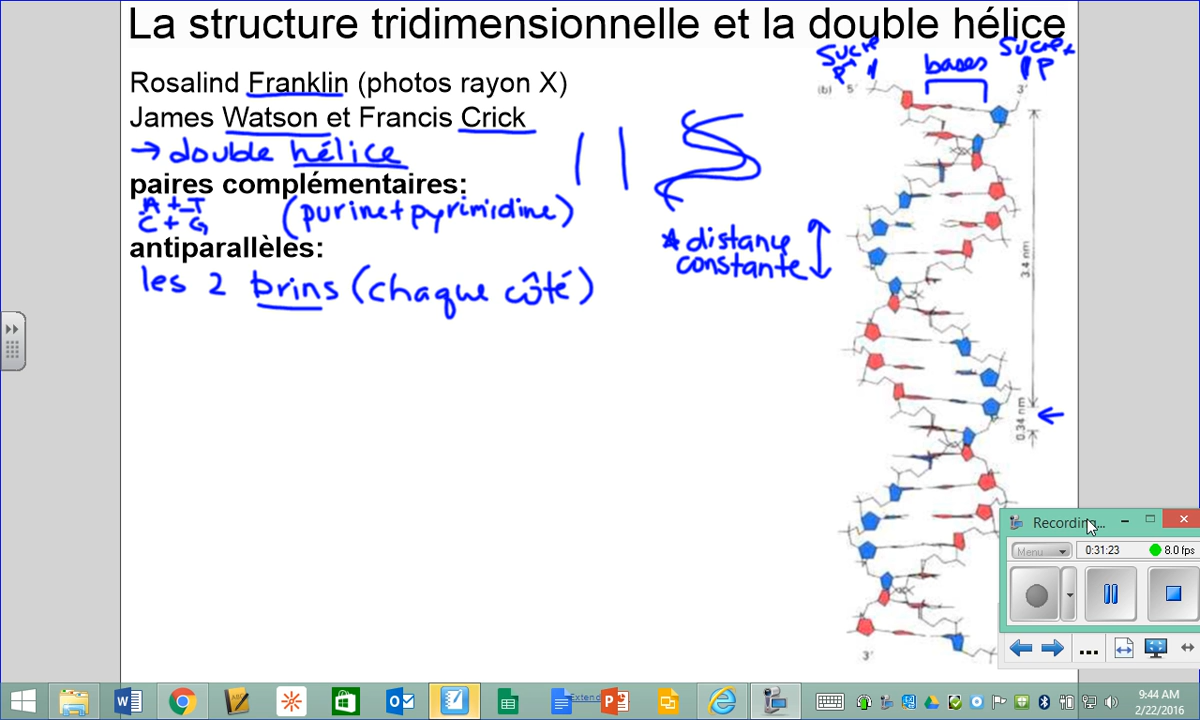 La structure tridimensionnelle et la double hélice
Rosalind Franklin (photos rayon X)
James Watson et Francis Crick
→ double hélice
paires complémentaires:
A + T
C + G
(purine+pyrimidine)
antiparallèles:
les 2 brins (chaque côté)
* distance
constante
Sucre
P
bases
Sucre +
P
(b) 5'
3'
3.4 nm
0.34 nm
3'
Recording...
Menu
0:31:23
8.0 fps
...
9:44 AM
2/22/2016